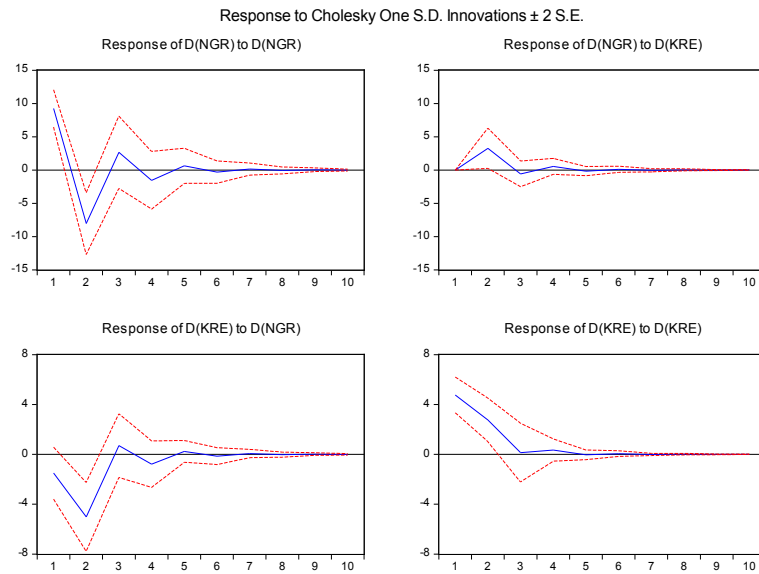 Response to Cholesky One S.D. Innovations ± 2 S.E.
Response of D(NGR) to D(NGR)
15
10
5
0
-5
-10
-15
1 2 3 4 5 6 7 8 9 10
Response of D(NGR) to D(KRE)
15
10
5
0
-5
-10
-15
1 2 3 4 5 6 7 8 9 10
Response of D(KRE) to D(NGR)
8
4
0
-4
-8
1 2 3 4 5 6 7 8 9 10
Response of D(KRE) to D(KRE)
8
4
0
-4
-8
1 2 3 4 5 6 7 8 9 10